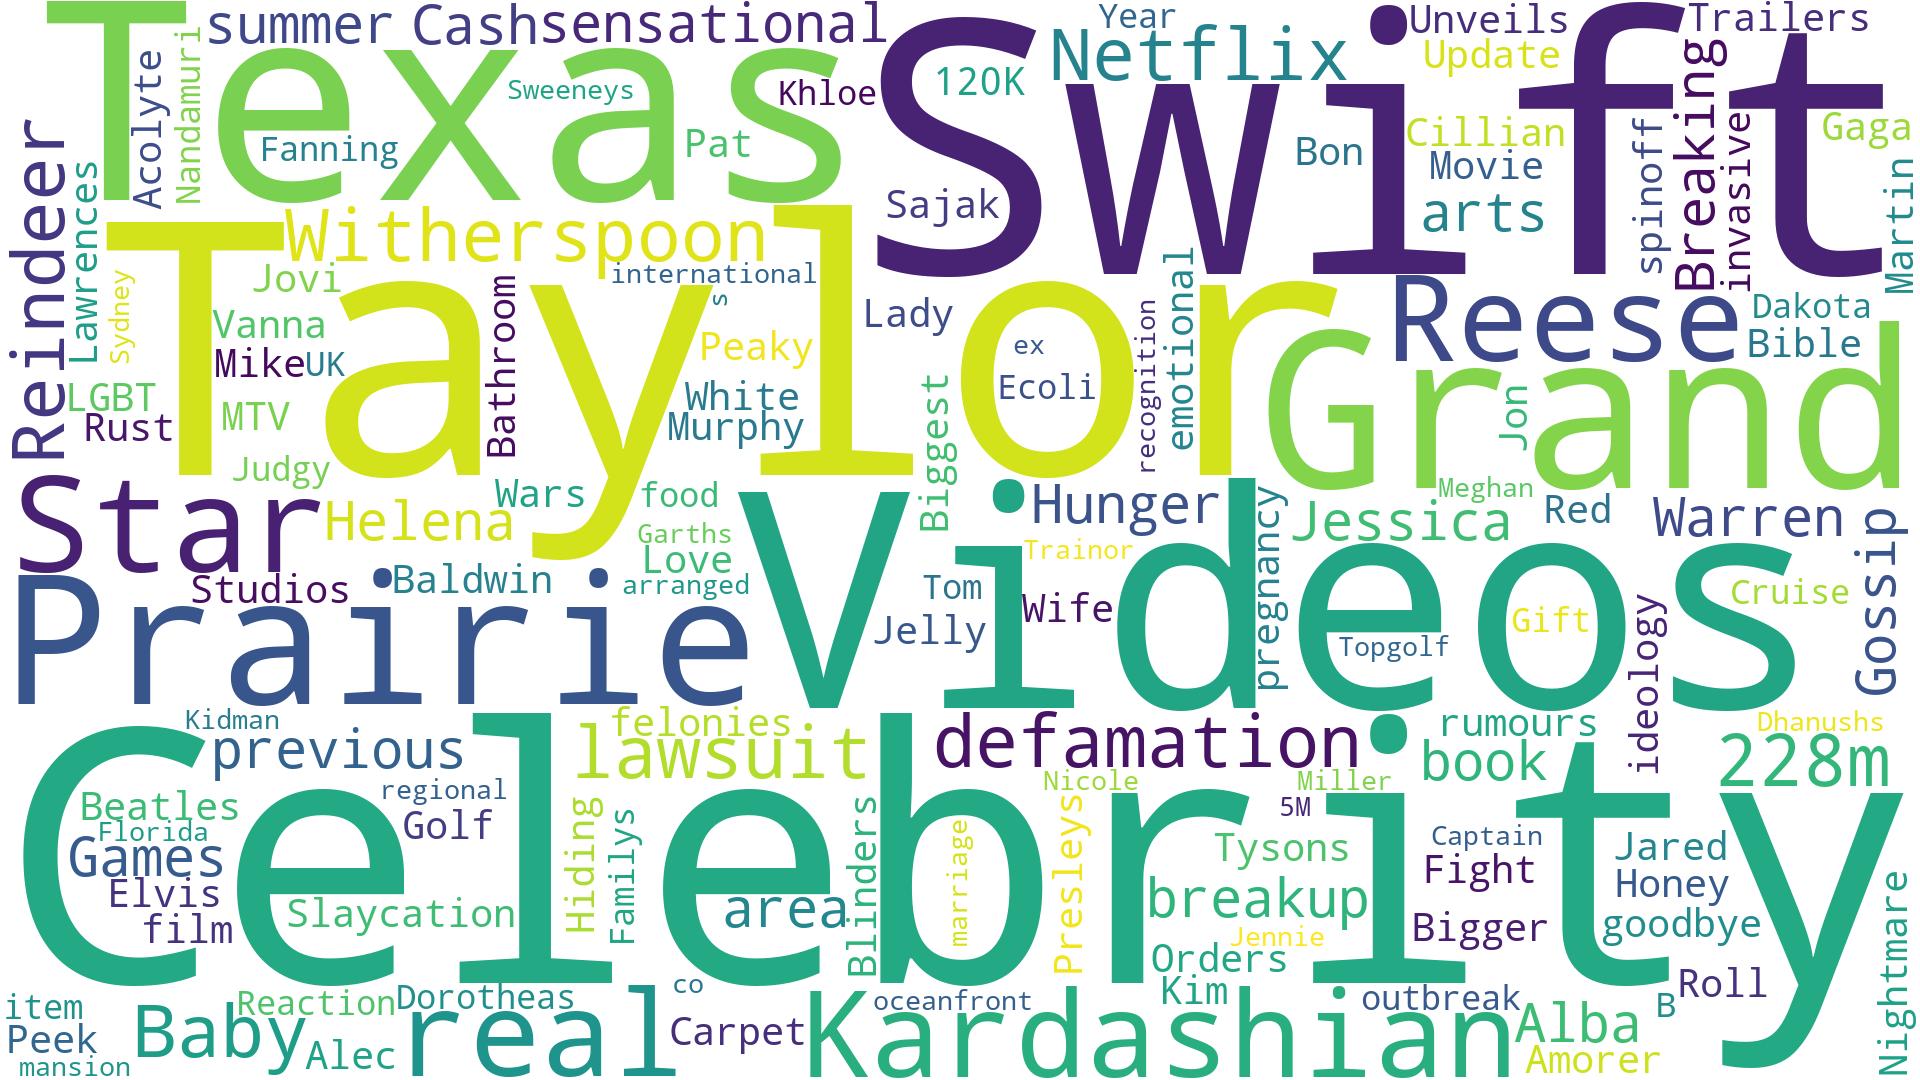 Texas
Swift
summer
Cash
sensational
Year
Netflix
Unveils
Trailers
Update
Acolyte
Nandamuri
Sweeneys
Khloe
120K
Fanning
Pat
Bon
Cillian
Movie
Gaga
Breaking
invasive
spinoff
Martin
Sajak
arts
Reindeer
Lawrences
Sydney
Taylor
Witherspoon
international
s
Jovi
Vanna
Mike
UK
Bathroom
Peaky
Lady
emotional
recognition
Reese
Dakota
Bible
Grand
LGBT
Rust
MTV
White
Murphy
ex
Ecoli
Biggest
Jon
Judgy
Star
Helena
Wars
food
Garths
Love
arranged
Videos
Hunger
Trainor
pregnancy
Meghan
Jessica
Red
Warren
Gossip
Studios
Baldwin
Prairie
Tom
Jelly
Wife
Gift
Topgolf
ideology
Cruise
Kidman
previous
felonies
lawsuit
defamation
rumours
book
Dhanushs
228m
Celebrity
Beatles
Florida
Games
Elvis
film
regional
Golf
Slaycation
Hiding
Familys
area
Blinders
marriage
Nicole
Presleys
Miller
5M
Tysons
breakup
Jennie
Orders
Kim
Captain
Fight
Bigger
Jared
Honey
goodbye
Roll
B
Nightmare
item
Peek
mansion
Baby
Reaction
Alec
Dorotheas
real
co
Carpet
oceanfront
Kardashian
outbreak
Alba
Amorer